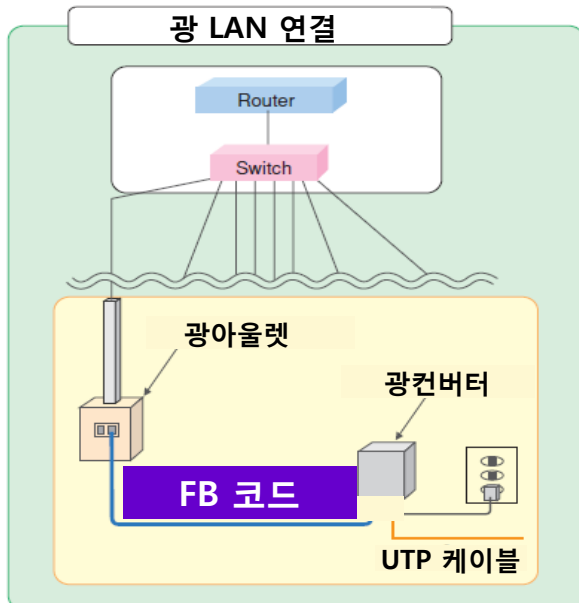 광 LAN 연결
Router
Switch
광아울렛
광컨버터
FB 코드
UTP 케이블